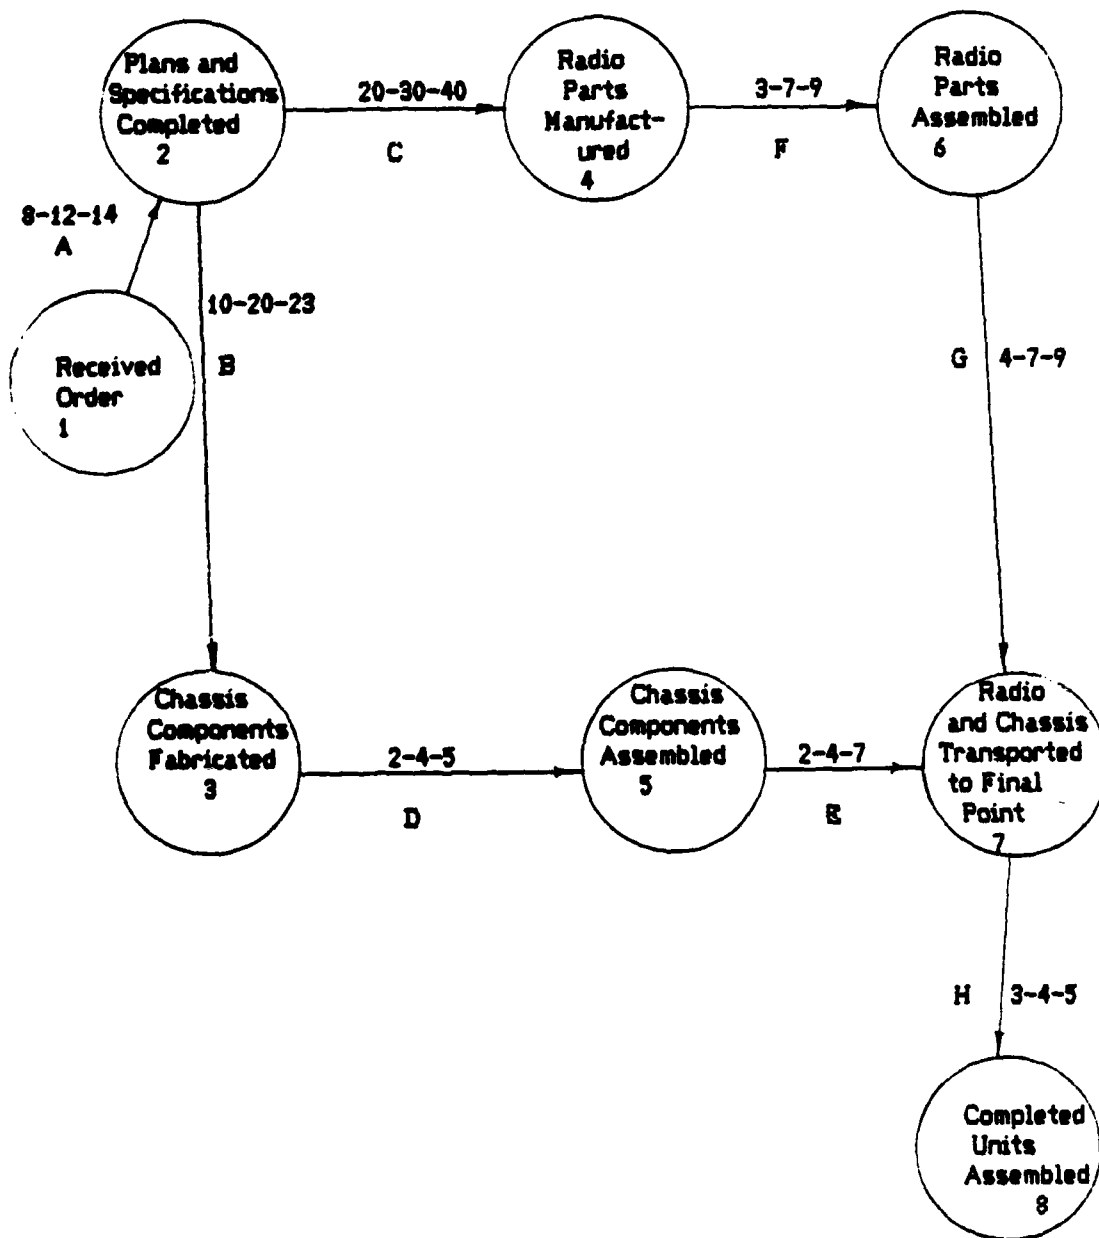 Plans and
Specifications
Completed
2
20-30-40
C
Radio
Parts
Manufact-
ured
4
3-7-9
F
Radio
Parts
Assembled
6
8-12-14
A
10-20-23
B
Received
Order
1
G
4-7-9
Chassis
Components
Fabricated
3
2-4-5
D
Chassis
Components
Assembled
5
2-4-7
E
Radio
and Chassis
Transported
to Final
Point
7
H
3-4-5
Completed
Units
Assembled
8